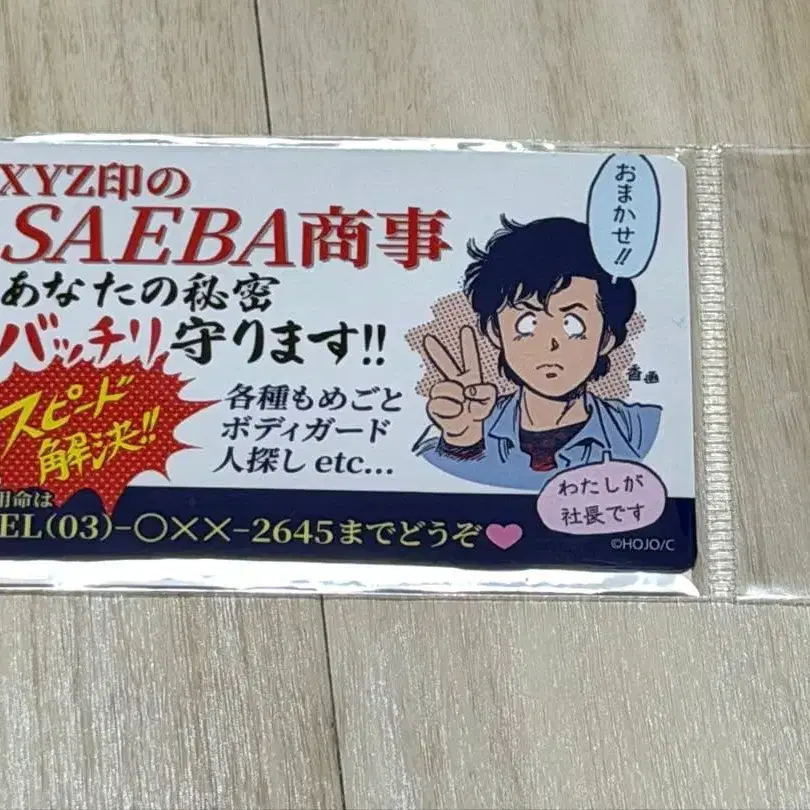 XYZ印の
SAEBA商事
あなたの秘密
バッチリ守ります!!
スピード
解決!!
各種もめごと
ボディガード
人探し etc...
おまかせ!!
香画
わたしが
社長です
用命は
EL(03)-○××-2645までどうぞ♥
©HOJO/C